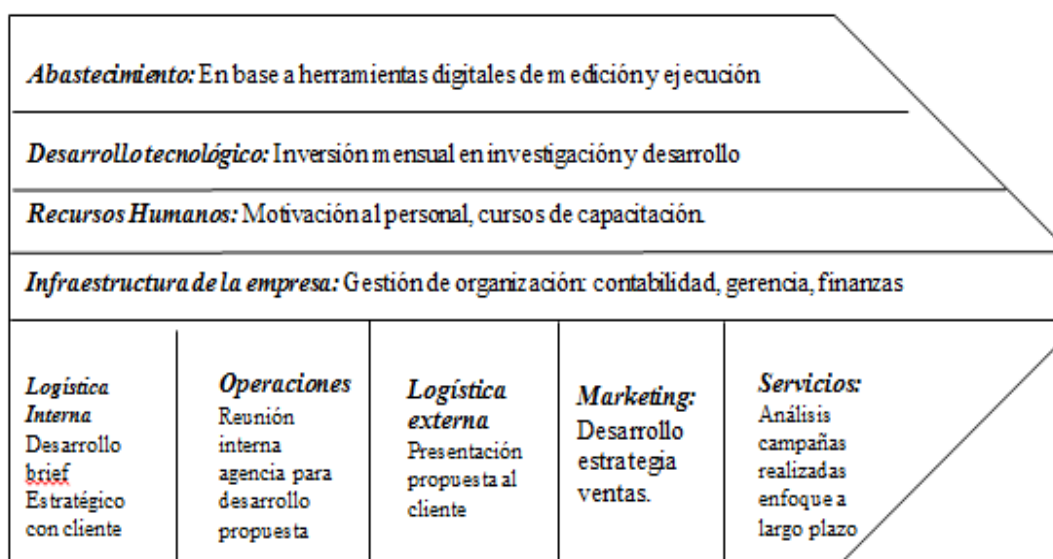 Abastecimiento: En base a herramientas digitales de medición y ejecución
Desarrollo tecnológico: Inversión mensual en investigación y desarrollo
Recursos Humanos: Motivación al personal, cursos de capacitación.
Infraestructura de la empresa: Gestión de organización: contabilidad, gerencia, finanzas
Logística
Interna
Desarrollo
brief
Estratégico
con cliente
Operaciones
Reunión
interna
agencia para
desarrollo
propuesta
Logística
externa
Presentación
propuesta al
cliente
Marketing:
Desarrollo
estrategia
ventas.
Servicios:
Análisis
campañas
realizadas
enfoque a
largo plazo